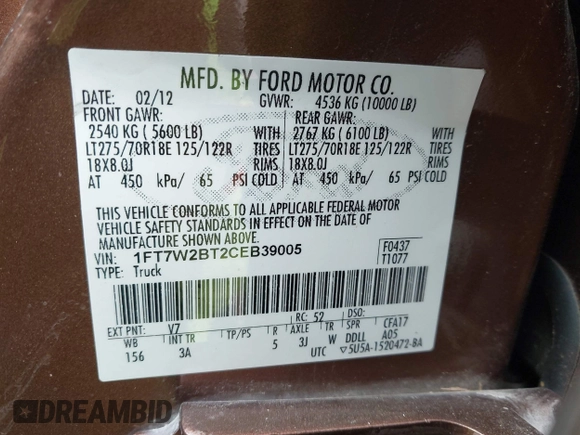 MFD. BY FORD MOTOR CO.
DATE: 02/12 GVWR: 4536 KG (10000 LB)
FRONT GAWR: REAR GAWR:
2540 KG ( 5600 LB) WITH 2767 KG ( 6100 LB) WITH
LT275/70R18E 125/122R TIRES LT275/70R18E 125/122R TIRES
18X8.0J RIMS 18X8.0J RIMS
AT 450 kPa/ 65 PSI COLD AT 450 kPa/ 65 PSI COLD
THIS VEHICLE CONFORMS TO ALL APPLICABLE FEDERAL MOTOR
VEHICLE SAFETY STANDARDS IN EFFECT ON THE DATE OF
MANUFACTURE SHOWN ABOVE.
VIN: 1FT7W2BT2CEB39005 F0437
TYPE: Truck T1077
EXT PNT: V7 RC: 52 DSO:
WB INT TR TP/PS R AXLE TR SPR CFA17
156 3A 5 3J W DDLL A05
UTC ▽5U5A-1520472-BA
Ford
DREAMBID